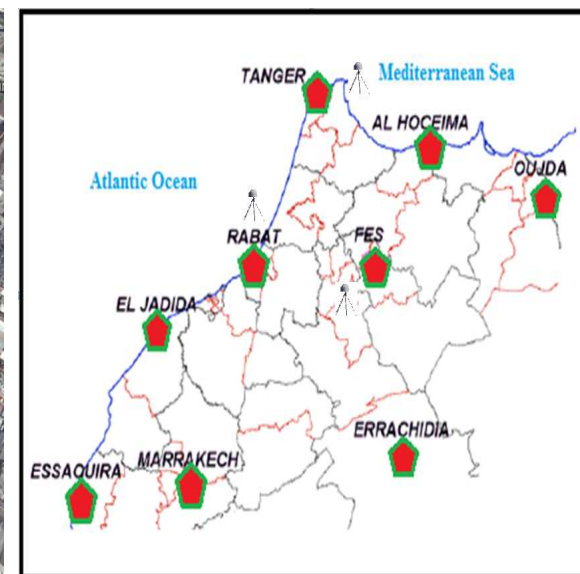 TANGER
Mediterranean Sea
AL HOCEIMA
OUJDA
Atlantic Ocean
RABAT
FES
EL JADIDA
ERRACHIDIA
MARRAKECH
ESSAOUIRA